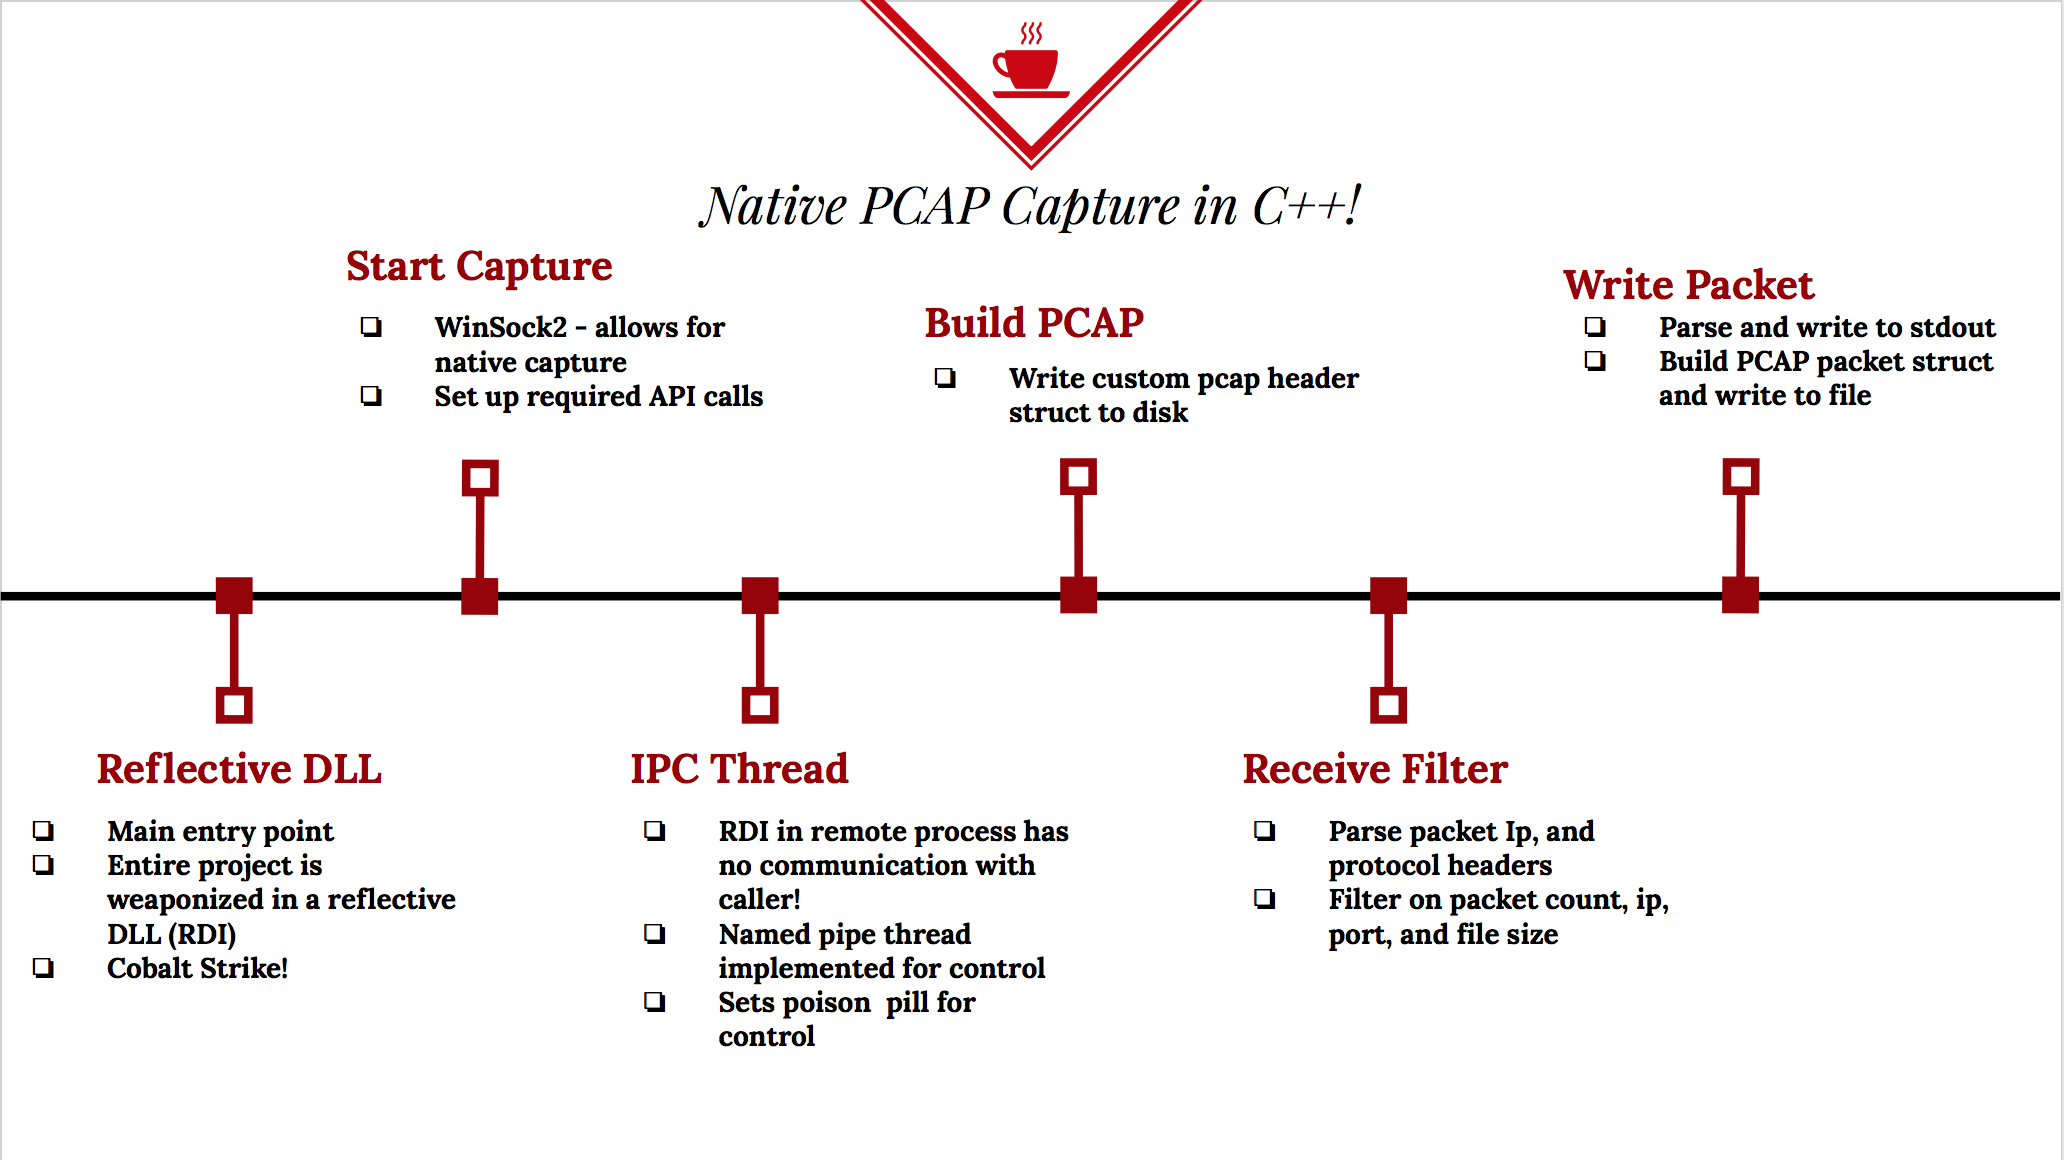 Native PCAP Capture in C++!
Start Capture
❏ WinSock2 - allows for
native capture
❏ Set up required API calls
Build PCAP
❏ Write custom pcap header
struct to disk
Write Packet
❏ Parse and write to stdout
❏ Build PCAP packet struct
and write to file
Reflective DLL
❏ Main entry point
❏ Entire project is
weaponized in a reflective
DLL (RDI)
❏ Cobalt Strike!
IPC Thread
❏ RDI in remote process has
no communication with
caller!
❏ Named pipe thread
implemented for control
❏ Sets poison  pill for
control
Receive Filter
❏ Parse packet Ip, and
protocol headers
❏ Filter on packet count, ip,
port, and file size